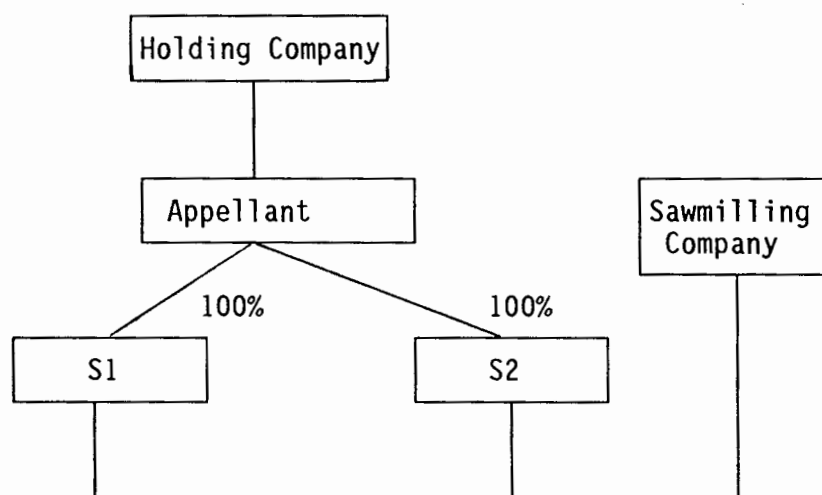 Holding Company
Appellant
Sawmilling
Company
100%
100%
S1
S2